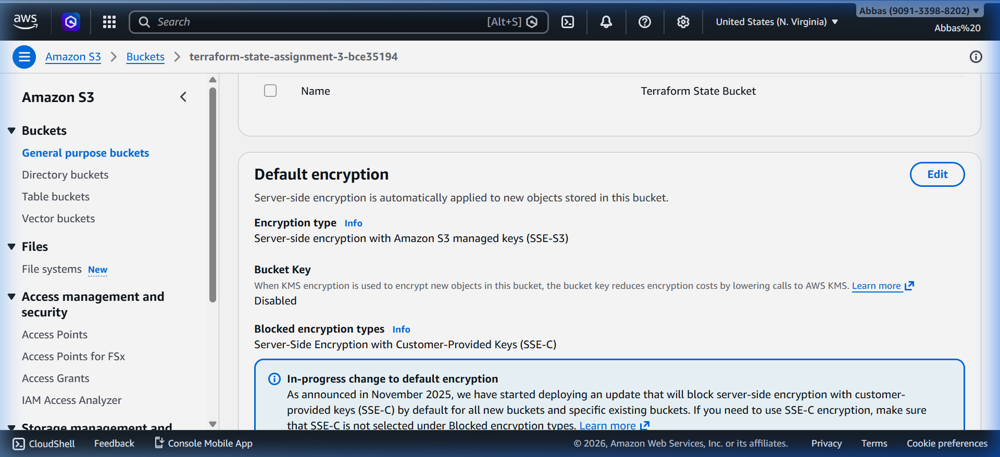 aws
Search [Alt+S]
United States (N. Virginia)
Abbas (9091-3398-8202)
Abbas%20
Amazon S3
Buckets
terraform-state-assignment-3-bce35194
Amazon S3
Buckets
General purpose buckets
Directory buckets
Table buckets
Vector buckets
Files
File systems New
Access management and
security
Access Points
Access Points for FSx
Access Grants
IAM Access Analyzer
Storage management and
Name Terraform State Bucket
Default encryption
Edit
Server-side encryption is automatically applied to new objects stored in this bucket.
Encryption type Info
Server-side encryption with Amazon S3 managed keys (SSE-S3)
Bucket Key
When KMS encryption is used to encrypt new objects in this bucket, the bucket key reduces encryption costs by lowering calls to AWS KMS. Learn more
Disabled
Blocked encryption types Info
Server-Side Encryption with Customer-Provided Keys (SSE-C)
In-progress change to default encryption
As announced in November 2025, we have started deploying an update that will block server-side encryption with customer-
provided keys (SSE-C) by default for all new buckets and specific existing buckets. If you need to use SSE-C encryption, make sure
that SSE-C is not selected under Blocked encryption types. Learn more
CloudShell
Feedback
Console Mobile App
© 2026, Amazon Web Services, Inc. or its affiliates.
Privacy
Terms
Cookie preferences